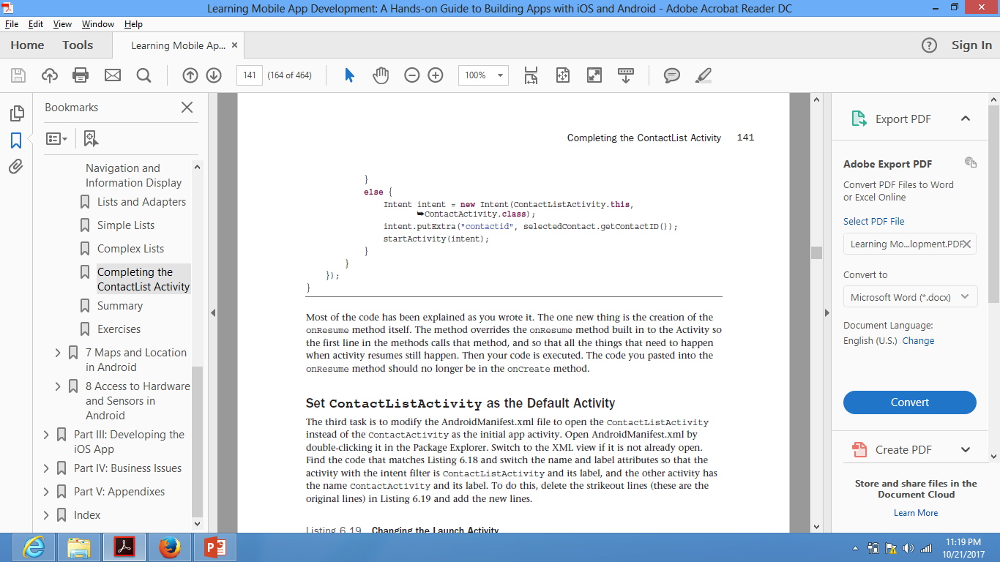 Learning Mobile App Development: A Hands-on Guide to Building Apps with iOS and Android - Adobe Acrobat Reader DC
File Edit View Window Help
Home Tools Learning Mobile Ap... × ? Sign In
141 (164 of 464) 100%
Bookmarks
Navigation and
Information Display
Lists and Adapters
Simple Lists
Complex Lists
Completing the
ContactList Activity
Summary
Exercises
7 Maps and Location
in Android
8 Access to Hardware
and Sensors in
Android
Part III: Developing the
iOS App
Part IV: Business Issues
Part V: Appendixes
Index
Completing the ContactList Activity 141
}
else {
Intent intent = new Intent(ContactListActivity.this,
➥ContactActivity.class);
intent.putExtra("contactid", selectedContact.getContactID());
startActivity(intent);
}
}
});
}
Most of the code has been explained as you wrote it. The one new thing is the creation of the
onResume method itself. The method overrides the onResume method built in to the Activity so
the first line in the methods calls that method, and so that all the things that need to happen
when activity resumes still happen. Then your code is executed. The code you pasted into the
onResume method should no longer be in the onCreate method.
Set ContactListActivity as the Default Activity
The third task is to modify the AndroidManifest.xml file to open the ContactListActivity
instead of the ContactActivity as the initial app activity. Open AndroidManifest.xml by
double-clicking it in the Package Explorer. Switch to the XML view if it is not already open.
Find the code that matches Listing 6.18 and switch the name and label attributes so that the
activity with the intent filter is ContactListActivity and its label, and the other activity has
the name ContactActivity and its label. To do this, delete the strikeout lines (these are the
original lines) in Listing 6.19 and add the new lines.
Listing 6.19 Changing the Launch Activity
Export PDF
Adobe Export PDF
Convert PDF Files to Word
or Excel Online
Select PDF File
Learning Mo...lopment.PDF
Convert to
Microsoft Word (*.docx)
Document Language:
English (U.S.) Change
Convert
Create PDF
Store and share files in the
Document Cloud
Learn More
11:19 PM
10/21/2017